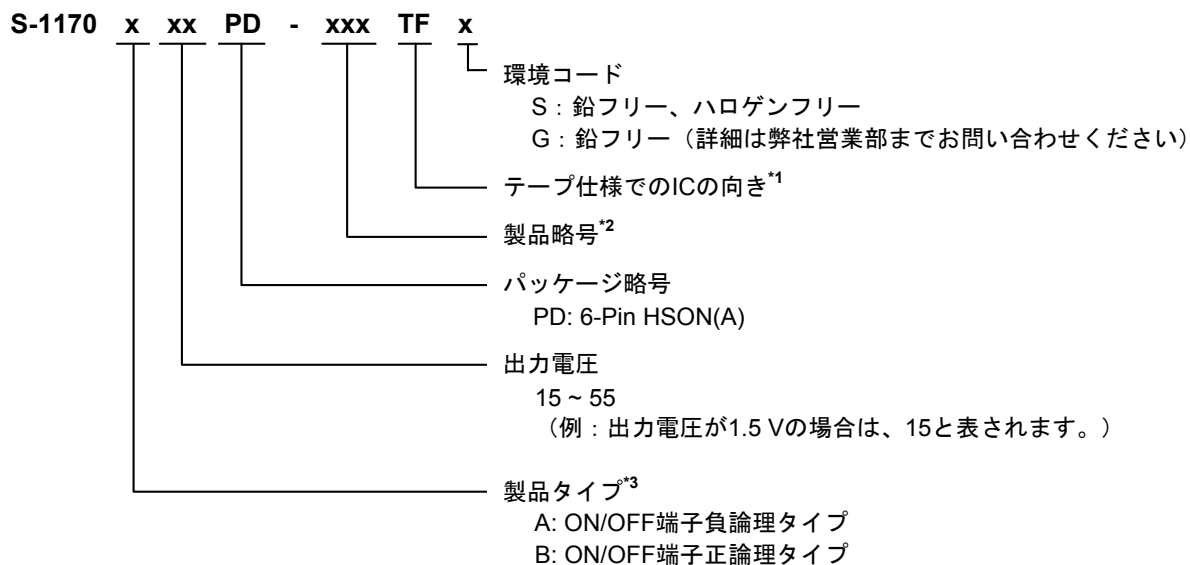 S-1170 x xx PD - xxx TF x
環境コード
S：鉛フリー、ハロゲンフリー
G：鉛フリー（詳細は弊社営業部までお問い合わせください）
テープ仕様でのICの向き*1
製品略号*2
パッケージ略号
PD: 6-Pin HSON(A)
出力電圧
15 ~ 55
（例：出力電圧が1.5 Vの場合は、15と表されます。）
製品タイプ*3
A: ON/OFF端子負論理タイプ
B: ON/OFF端子正論理タイプ